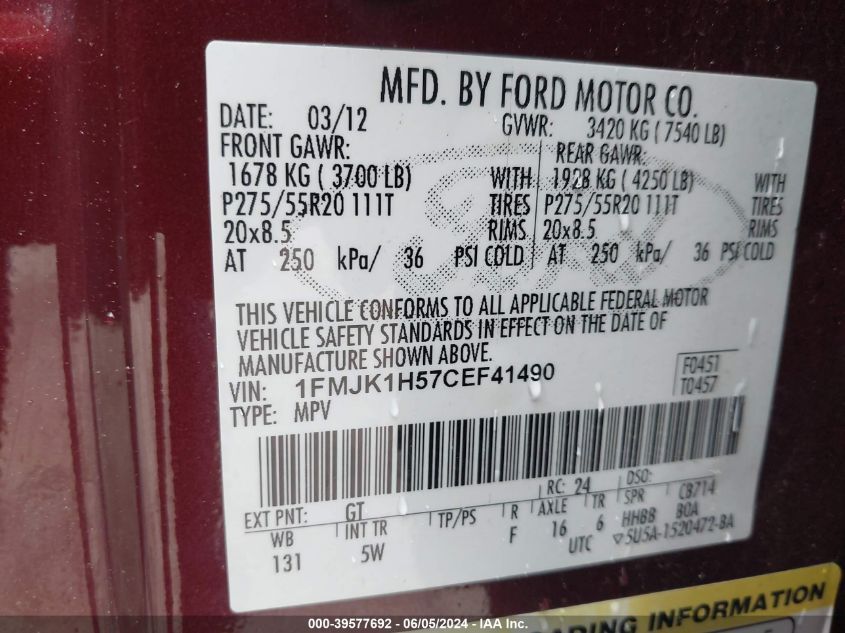 MFD. BY FORD MOTOR CO.
DATE: 03/12 GVWR: 3420 KG ( 7540 LB)
FRONT GAWR: REAR GAWR:
1678 KG ( 3700 LB) WITH 1928 KG ( 4250 LB) WITH
P275/55R20 111T TIRES P275/55R20 111T TIRES
20x8.5 RIMS 20x8.5 RIMS
AT 250 kPa/ 36 PSI COLD AT 250 kPa/ 36 PSI COLD
THIS VEHICLE CONFORMS TO ALL APPLICABLE FEDERAL MOTOR
VEHICLE SAFETY STANDARDS IN EFFECT ON THE DATE OF
MANUFACTURE SHOWN ABOVE.
VIN: 1FMJK1H57CEF41490 F0451
TYPE: MPV T0457
RC: 24 DSO:
EXT PNT: GT TP/PS R AXLE TR SPR CB714
WB INT TR F 16 6 HHBB BOA
131 5W UTC ▽5U5A-1520472-BA
ADING INFORMATION
000-39577692 - 06/05/2024 - IAA Inc.